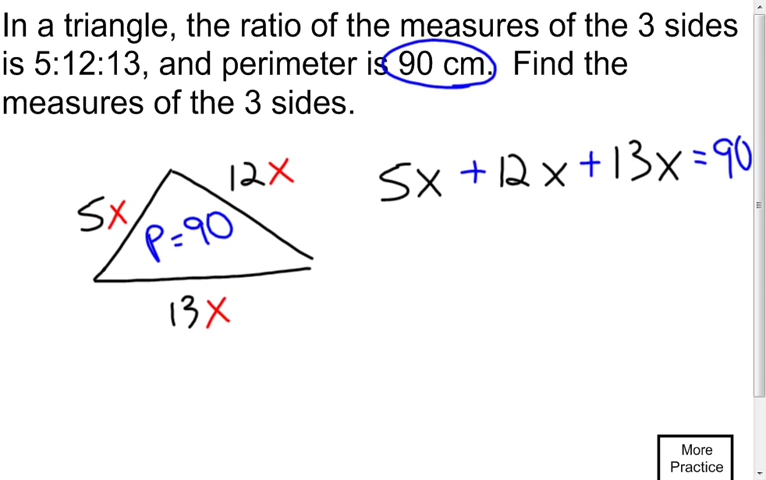 In a triangle, the ratio of the measures of the 3 sides
is 5:12:13, and perimeter is 90 cm. Find the
measures of the 3 sides.
5x + 12x + 13x = 90
12x
5x
P = 90
13x
More
Practice